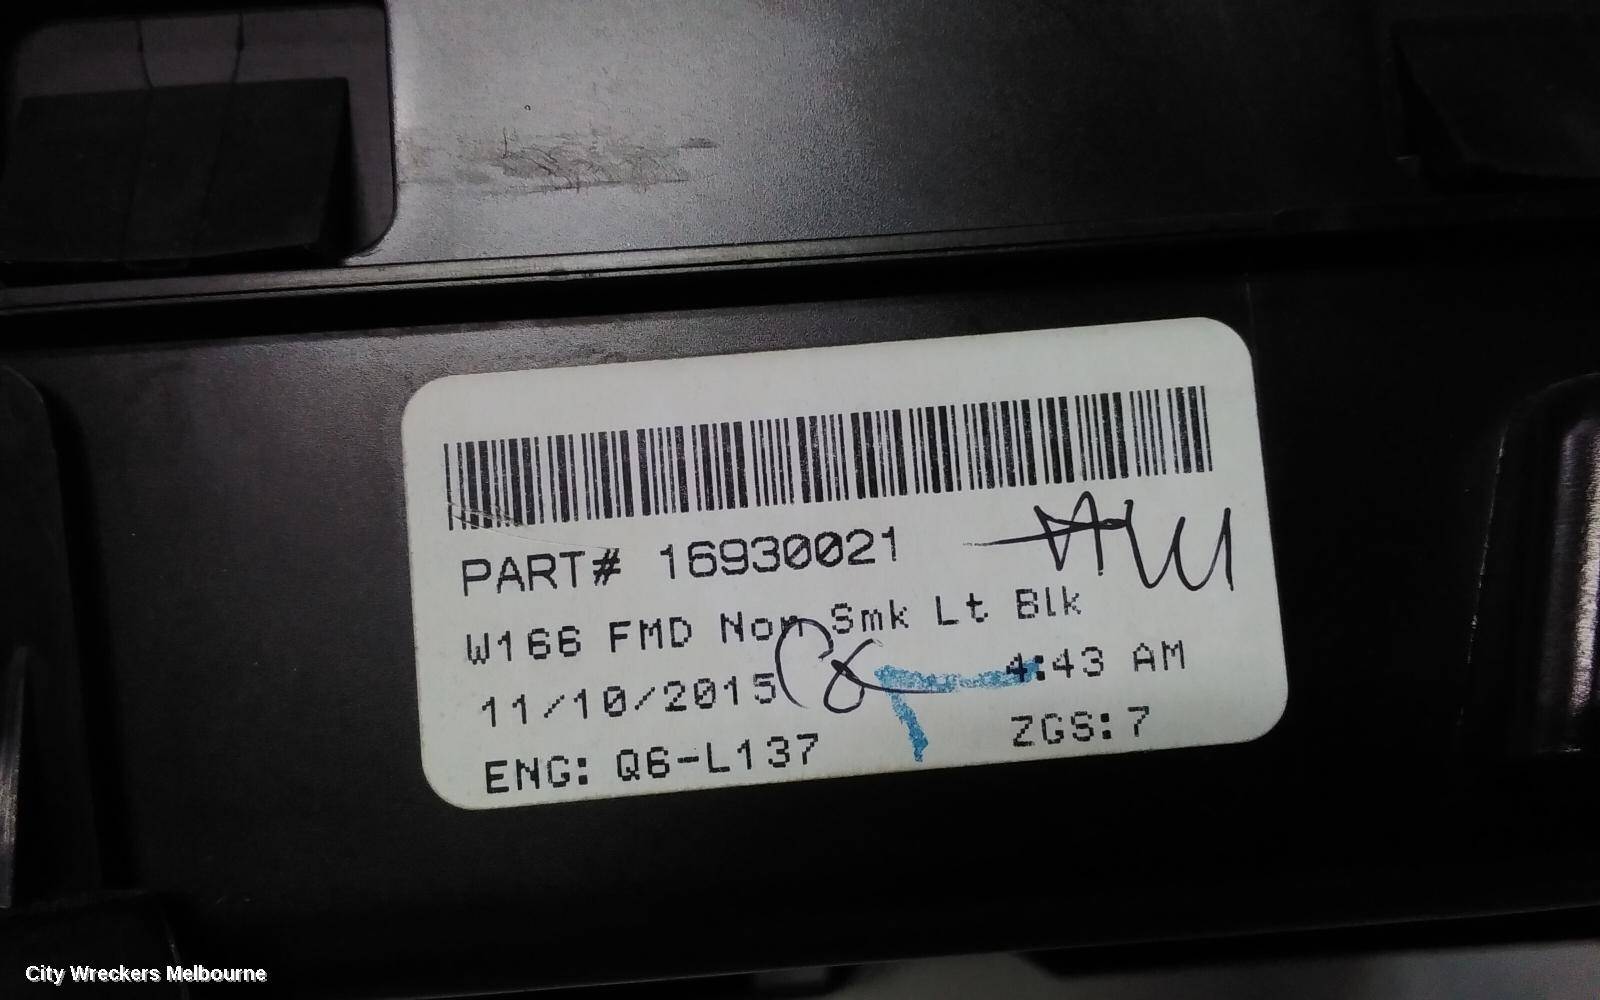 PART# 16930021
W166 FMD Non Smk Lt Blk
11/10/2015 4:43 AM
ENG: Q6-L137 ZGS:7
City Wreckers Melbourne